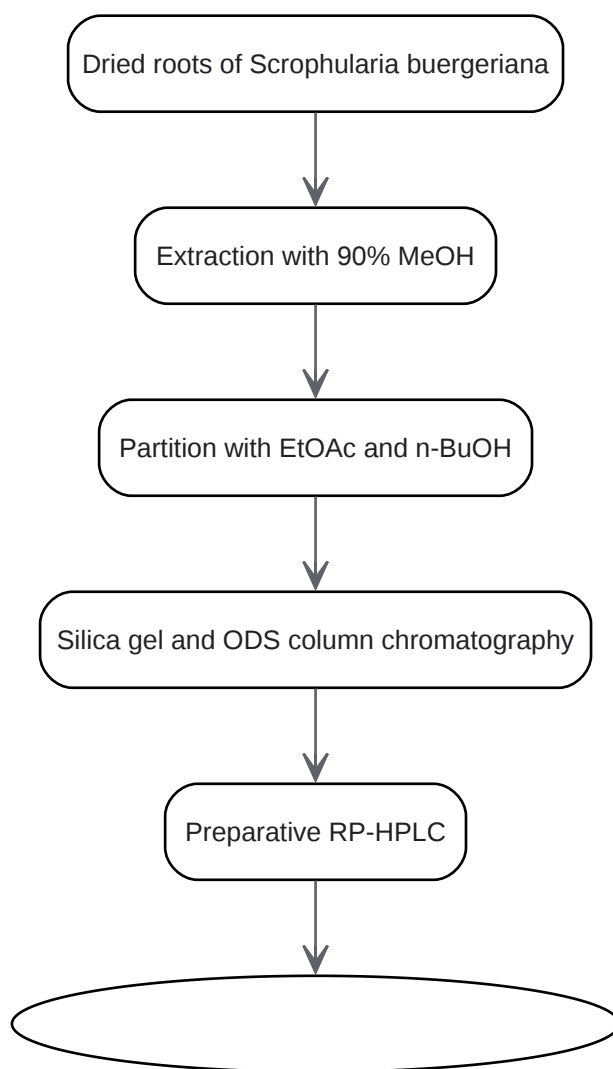 Dried roots of Scrophularia buergeriana
Extraction with 90% MeOH
Partition with EtOAc and n-BuOH
Silica gel and ODS column chromatography
Preparative RP-HPLC